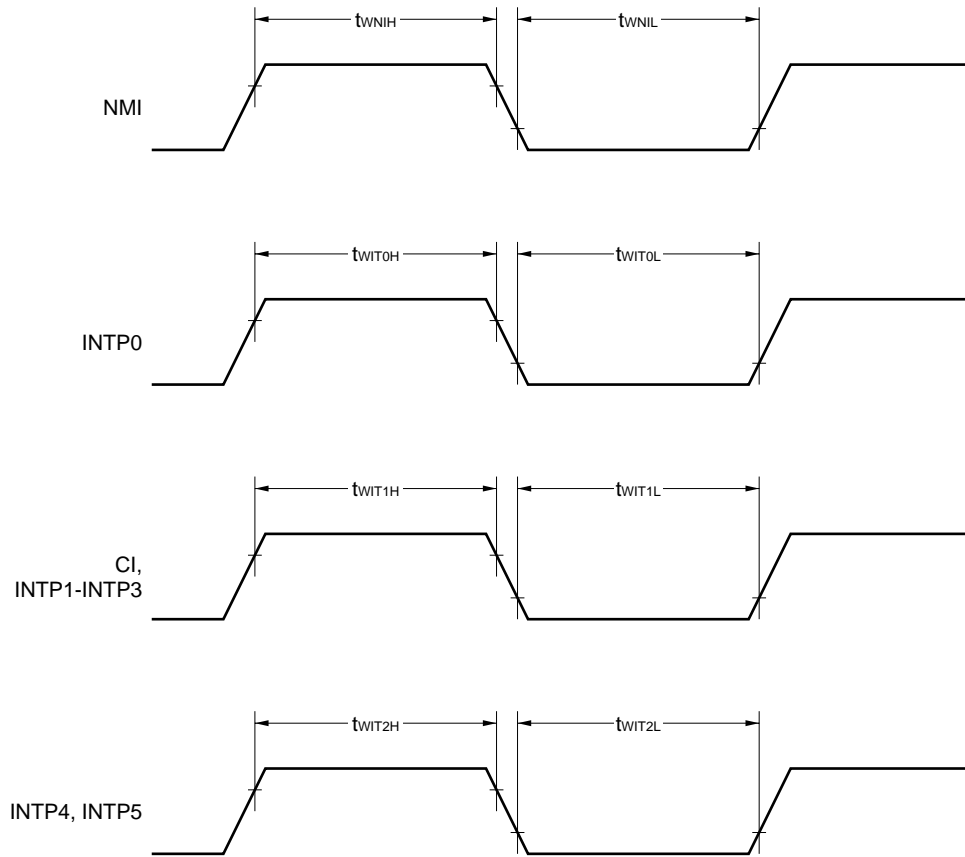 tWNIH tWNIL
NMI
tWIT0H tWIT0L
INTP0
tWIT1H tWIT1L
CI,
INTP1-INTP3
tWIT2H tWIT2L
INTP4, INTP5